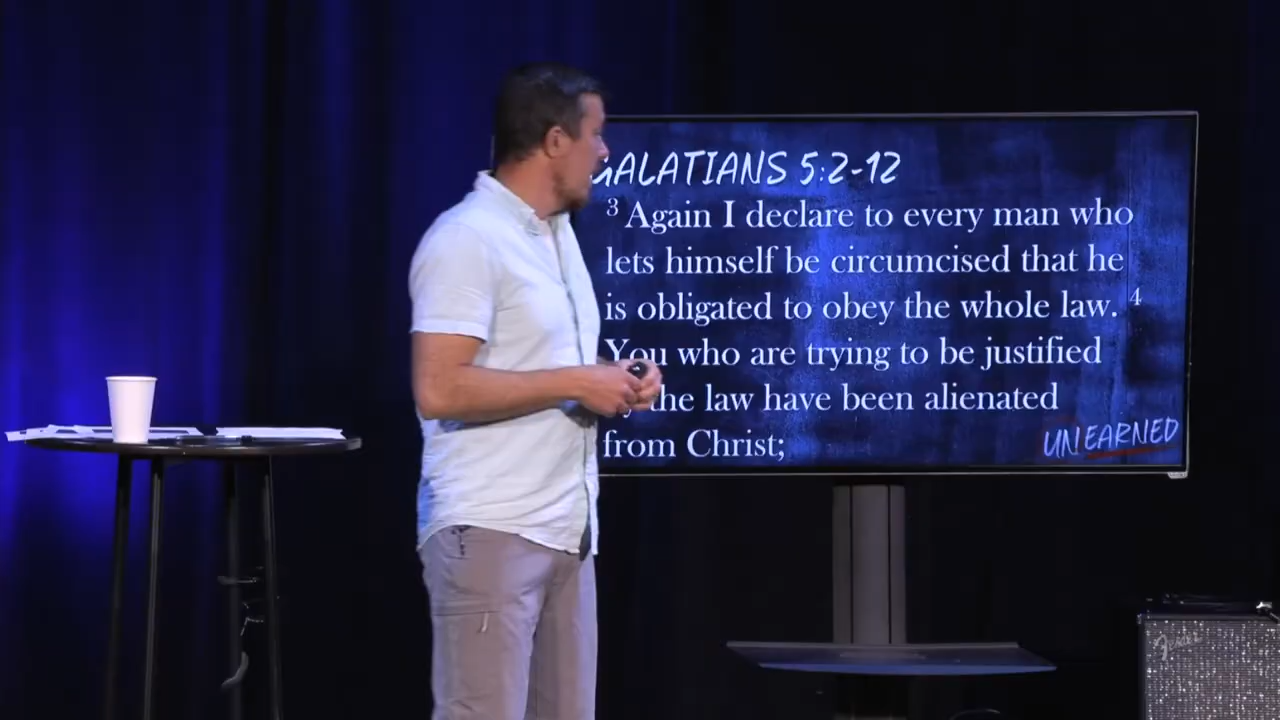 GALATIANS 5:2-12
³ Again I declare to every man who
lets himself be circumcised that he
is obligated to obey the whole law. ⁴
You who are trying to be justified
the law have been alienated
from Christ;
UNEARNED
Fender